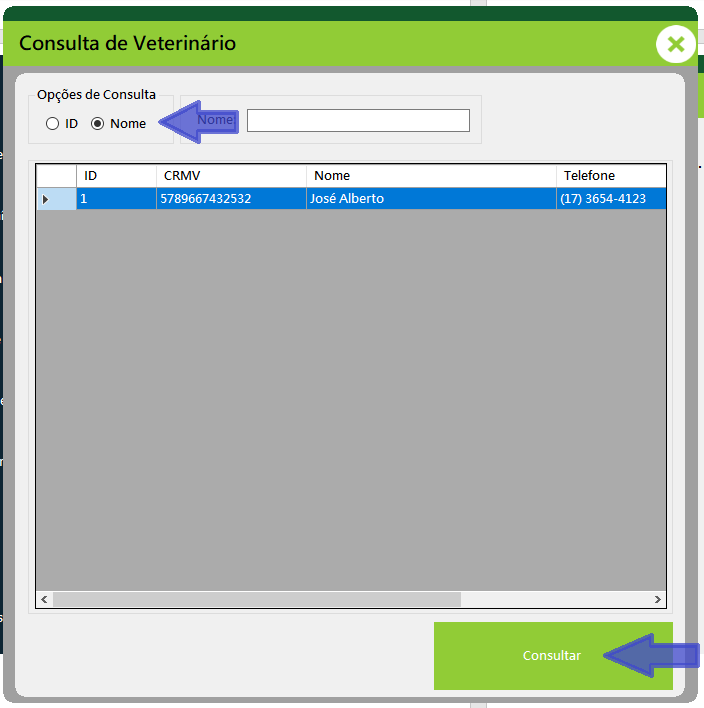 Consulta de Veterinário
Opções de Consulta
ID Nome Nome:
ID CRMV Nome Telefone
1 5789667432532 José Alberto (17) 3654-4123
Consultar